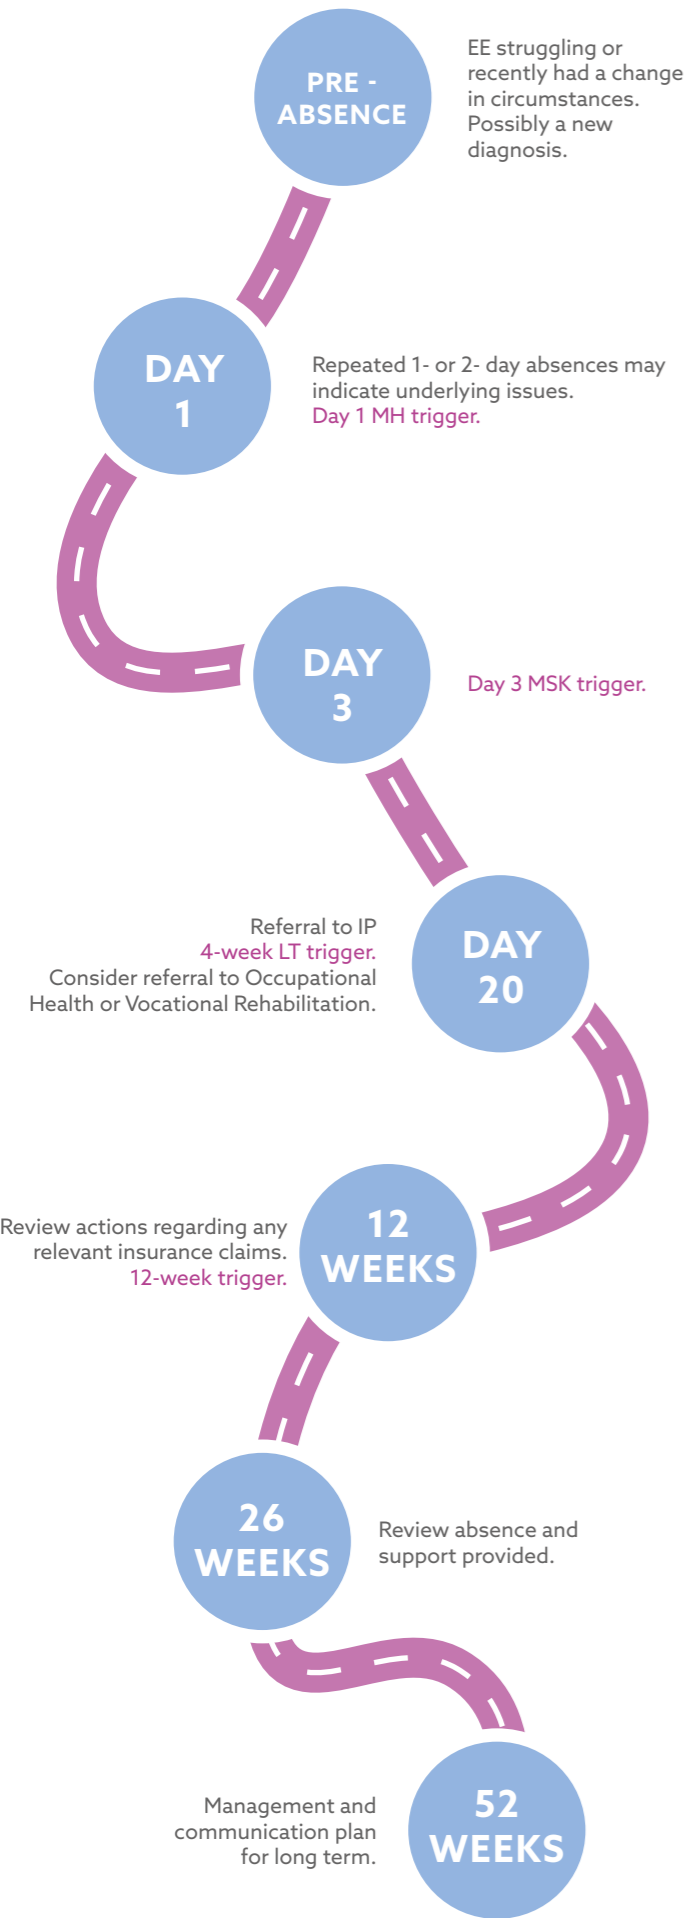 PRE -
ABSENCE
EE struggling or
recently had a change
in circumstances.
Possibly a new
diagnosis.
DAY
1
Repeated 1- or 2- day absences may
indicate underlying issues.
Day 1 MH trigger.
DAY
3
Day 3 MSK trigger.
Referral to IP
4-week LT trigger.
Consider referral to Occupational
Health or Vocational Rehabilitation.
DAY
20
Review actions regarding any
relevant insurance claims.
12-week trigger.
12
WEEKS
26
WEEKS
Review absence and
support provided.
Management and
communication plan
for long term.
52
WEEKS